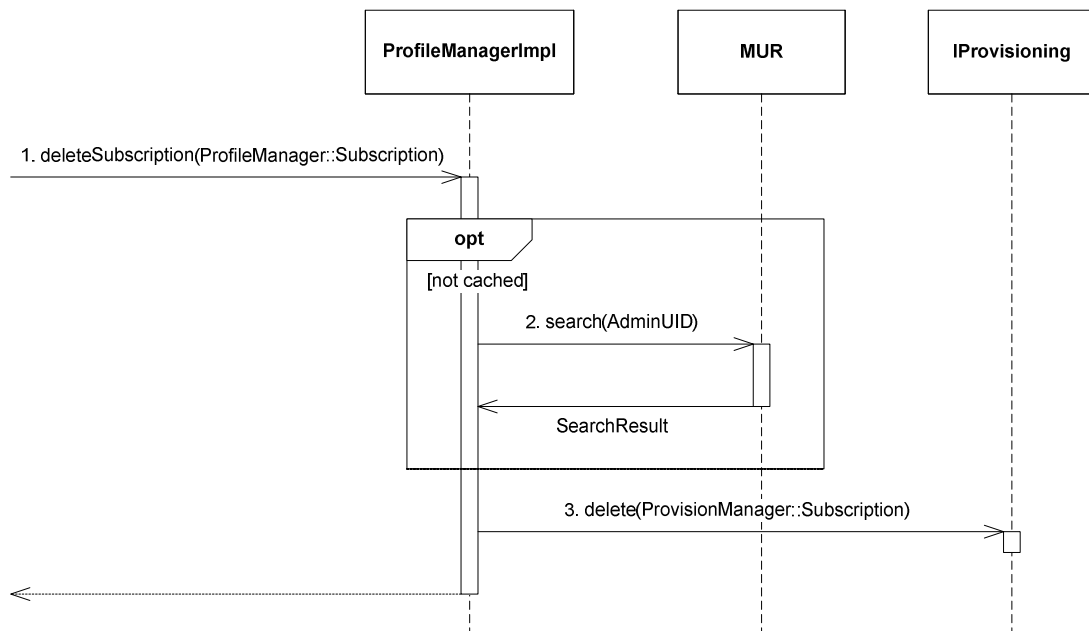 ProfileManagerImpl
MUR
IProvisioning
1. deleteSubscription(ProfileManager::Subscription)
opt
[not cached]
2. search(AdminUID)
SearchResult
3. delete(ProvisionManager::Subscription)